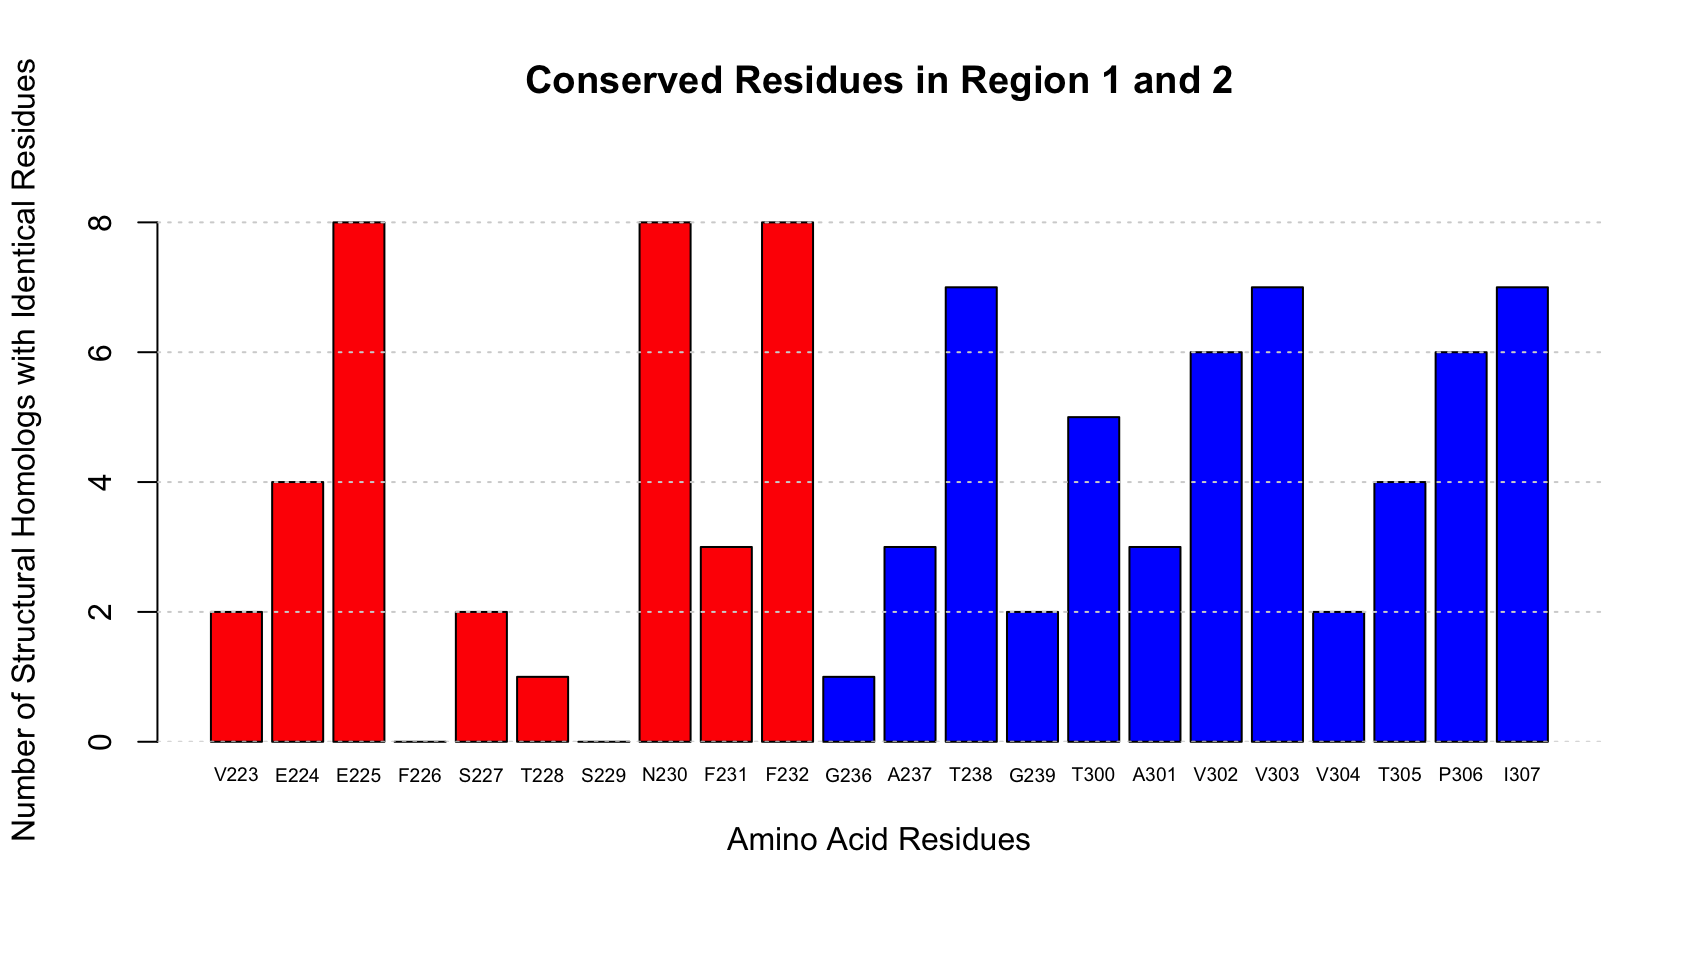 Conserved Residues in Region 1 and 2
Number of Structural Homologs with Identical Residues
8
6
4
2
0
V223 E224 E225 F226 S227 T228 S229 N230 F231 F232 G236 A237 T238 G239 T300 A301 V302 V303 V304 T305 P306 I307
Amino Acid Residues